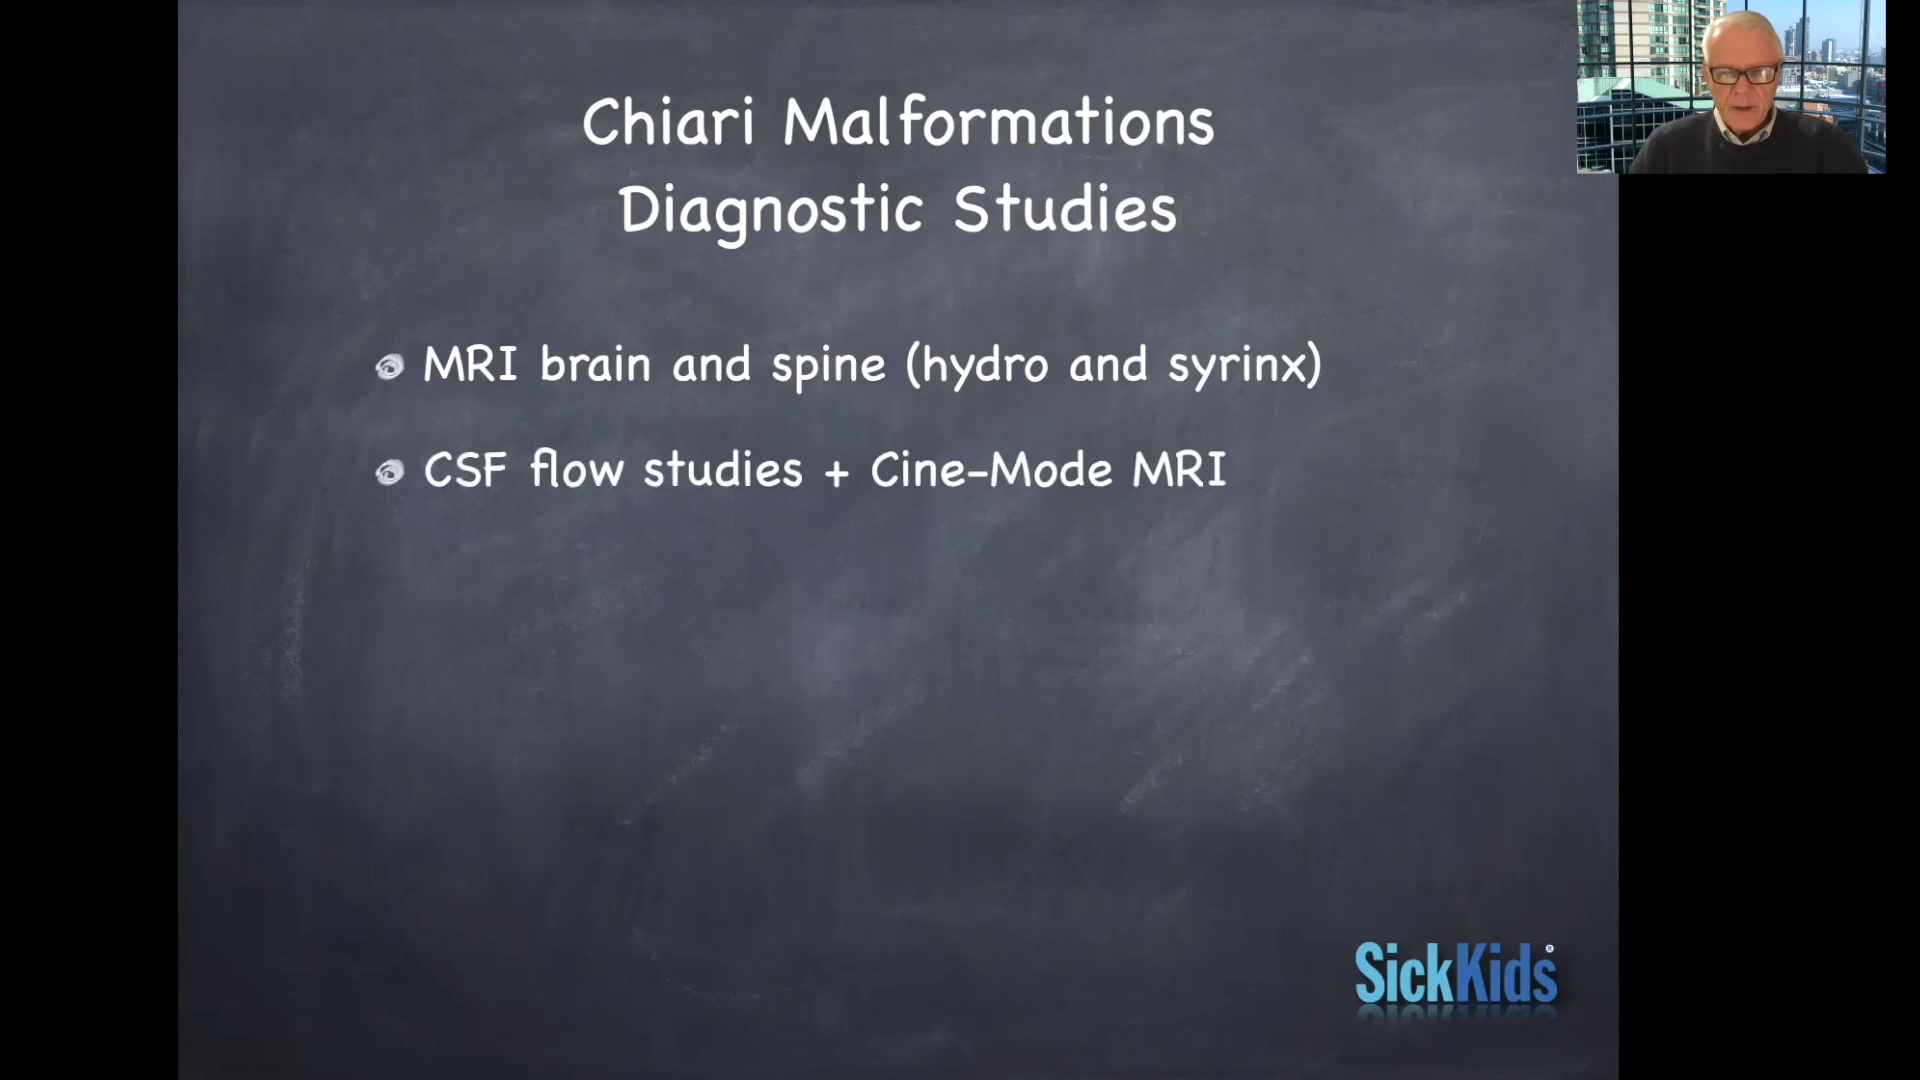 Chiari Malformations
Diagnostic Studies
MRI brain and spine (hydro and syrinx)
CSF flow studies + Cine-Mode MRI
SickKids®